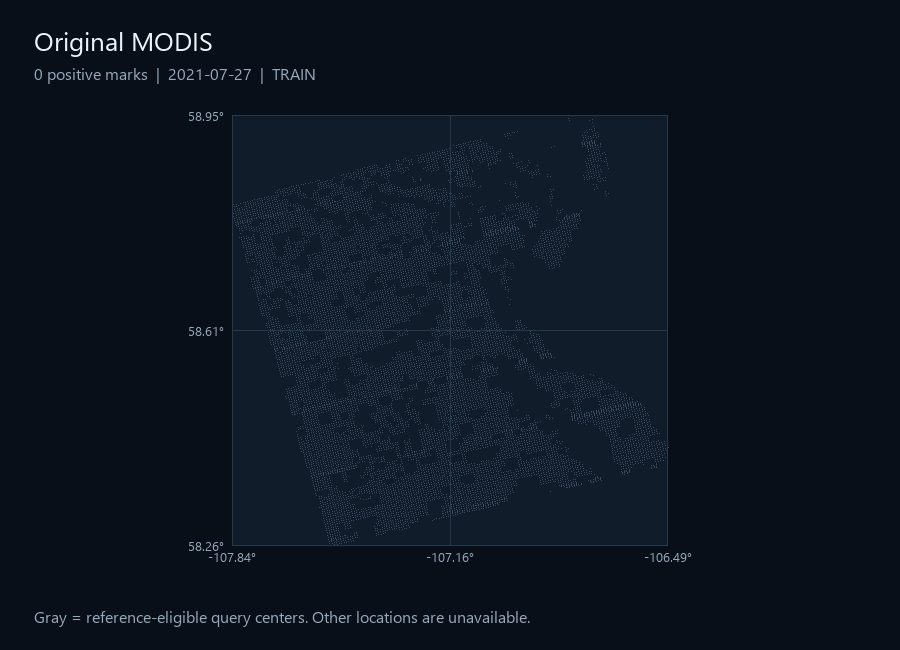 Original MODIS
0 positive marks | 2021-07-27 | TRAIN
58.95°
58.61°
58.26°
-107.84°
-107.16°
-106.49°
Gray = reference-eligible query centers. Other locations are unavailable.